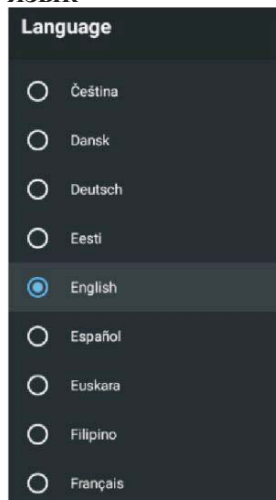 Language
Čeština
Dansk
Deutsch
Eesti
English
Español
Euskara
Filipino
Français